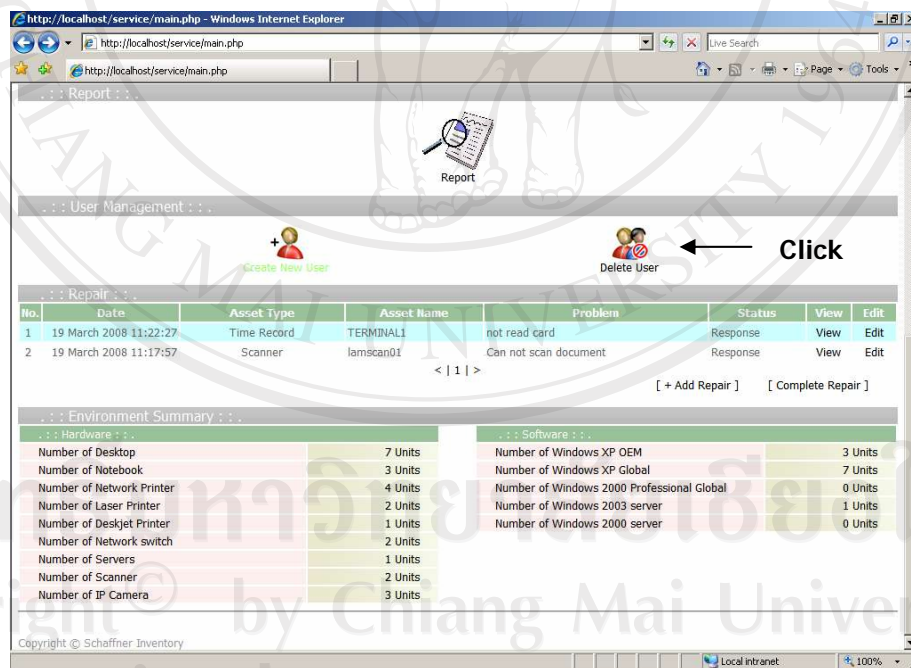 http://localhost/service/main.php - Windows Internet Explorer
http://localhost/service/main.php
Live Search
http://localhost/service/main.php
Page
Tools
. : : Report : : .
Report
. : : User Management : : .
Create New User
Delete User
Click
. : : Repair : : .
No. Date Asset Type Asset Name Problem Status View Edit
1 19 March 2008 11:22:27 Time Record TERMINAL1 not read card Response View Edit
2 19 March 2008 11:17:57 Scanner lamscan01 Can not scan document Response View Edit
< | 1 | >
[ + Add Repair ] [ Complete Repair ]
. : : Environment Summary : : .
. : : Hardware : : .
Number of Desktop 7 Units
Number of Notebook 3 Units
Number of Network Printer 4 Units
Number of Laser Printer 2 Units
Number of Deskjet Printer 1 Units
Number of Network switch 2 Units
Number of Servers 1 Units
Number of Scanner 2 Units
Number of IP Camera 3 Units
. : : Software : : .
Number of Windows XP OEM 3 Units
Number of Windows XP Global 7 Units
Number of Windows 2000 Professional Global 0 Units
Number of Windows 2003 server 1 Units
Number of Windows 2000 server 0 Units
Copyright © Schaffner Inventory
Local intranet
100%
IANG MAI UNIVERSITY 1964
right © by Chiang Mai Univer